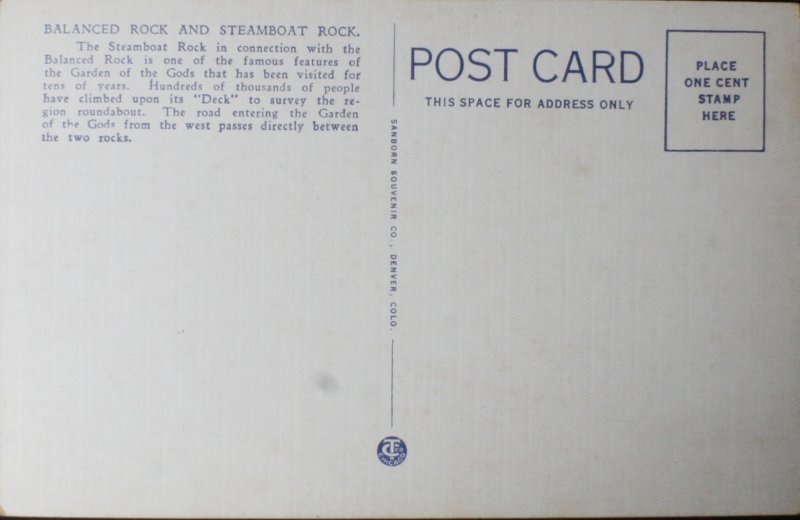 BALANCED ROCK AND STEAMBOAT ROCK.
The Steamboat Rock in connection with the
Balanced Rock is one of the famous features of
the Garden of the Gods that has been visited for
tens of years. Hundreds of thousands of people
have climbed upon its "Deck" to survey the re-
gion roundabout. The road entering the Garden
of the Gods from the west passes directly between
the two rocks.
SANBORN SOUVENIR CO., DENVER, COLO.
CHICAGO
POST CARD
THIS SPACE FOR ADDRESS ONLY
PLACE
ONE CENT
STAMP
HERE